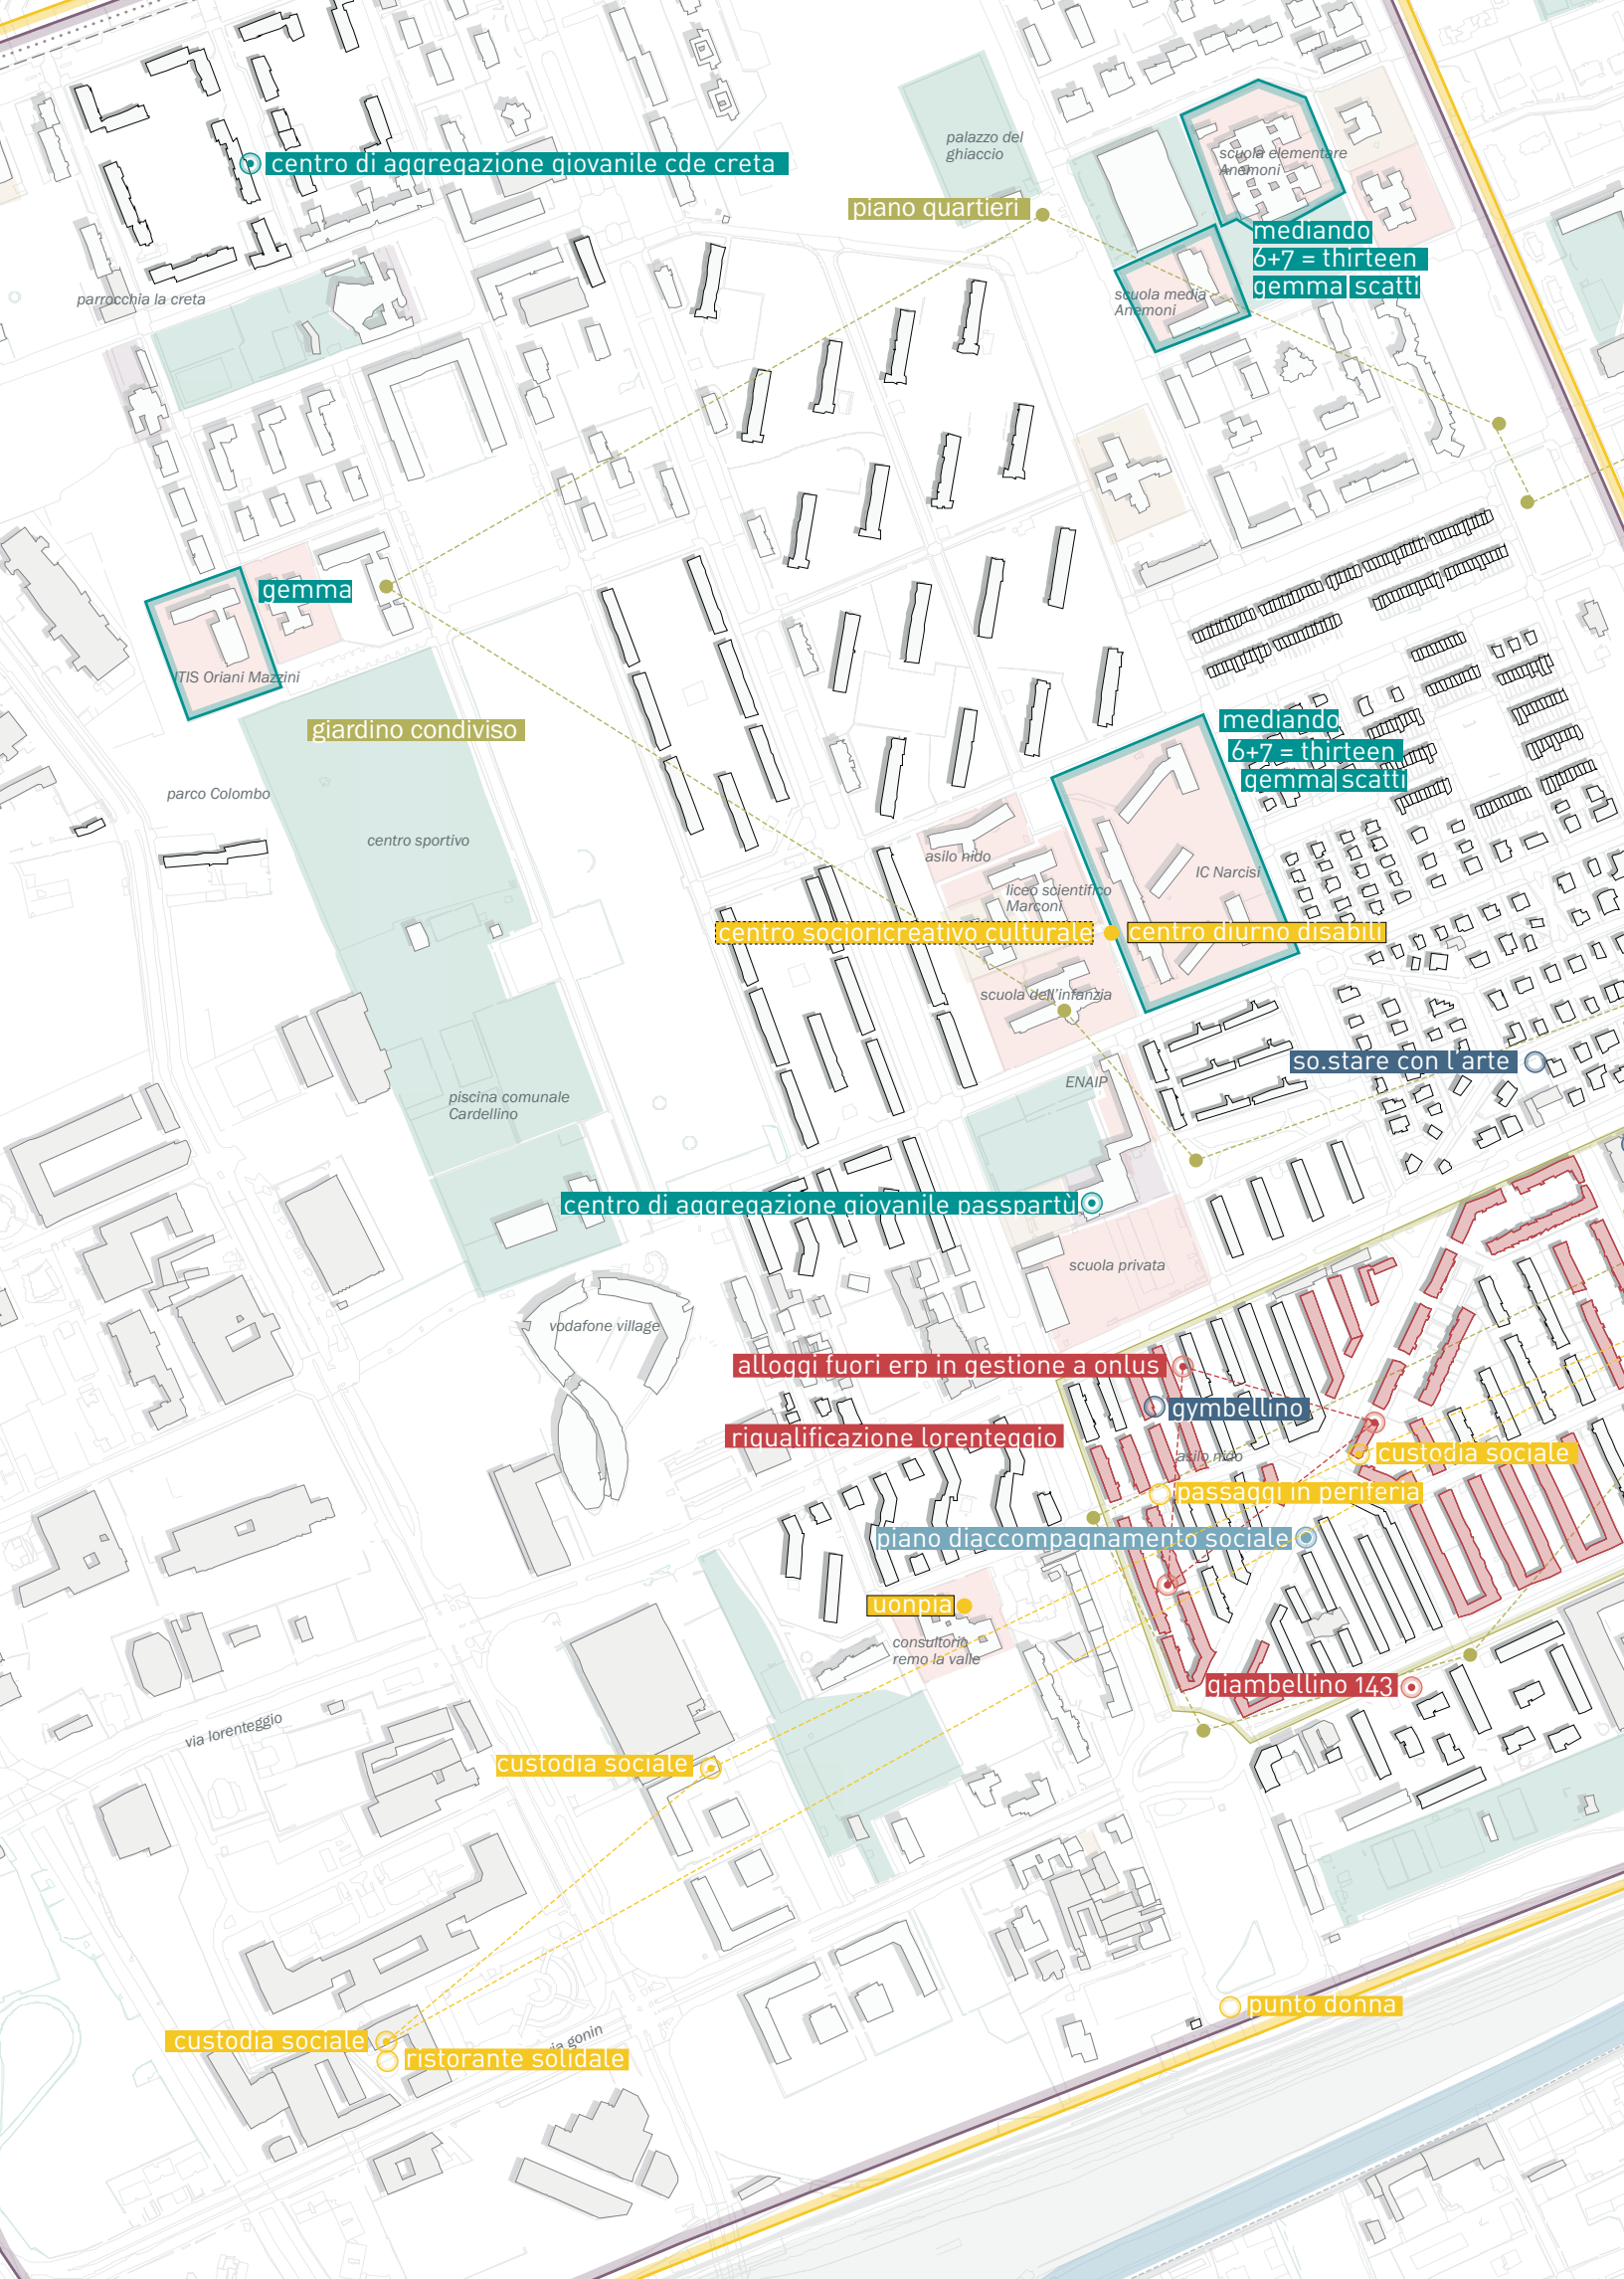 palazzo del
ghiaccio
scuola elementare
Anemoni
centro di aggregazione giovanile cde creta
piano quartieri
mediando
6+7 = thirteen
gemma scatti
parrocchia la creta
scuola media
Anemoni
gemma
ITIS Oriani Mazzini
giardino condiviso
mediando
6+7 = thirteen
gemma scatti
parco Colombo
centro sportivo
asilo nido
IC Narcisi
liceo scientifico
Marconi
centro socioricreativo culturale
centro diurno disabili
scuola dell'infanzia
so.stare con l'arte
ENAIP
piscina comunale
Cardellino
centro di aggregazione giovanile passpartù
scuola privata
vodafone village
alloggi fuori erp in gestione a onlus
gymbellino
riqualificazione lorenteggio
asilo nido
custodia sociale
passaggi in periferia
piano diaccompagnamento sociale
uonpia
consultorio
remo la valle
giambellino 143
via lorenteggio
custodia sociale
punto donna
custodia sociale
via gonin
ristorante solidale